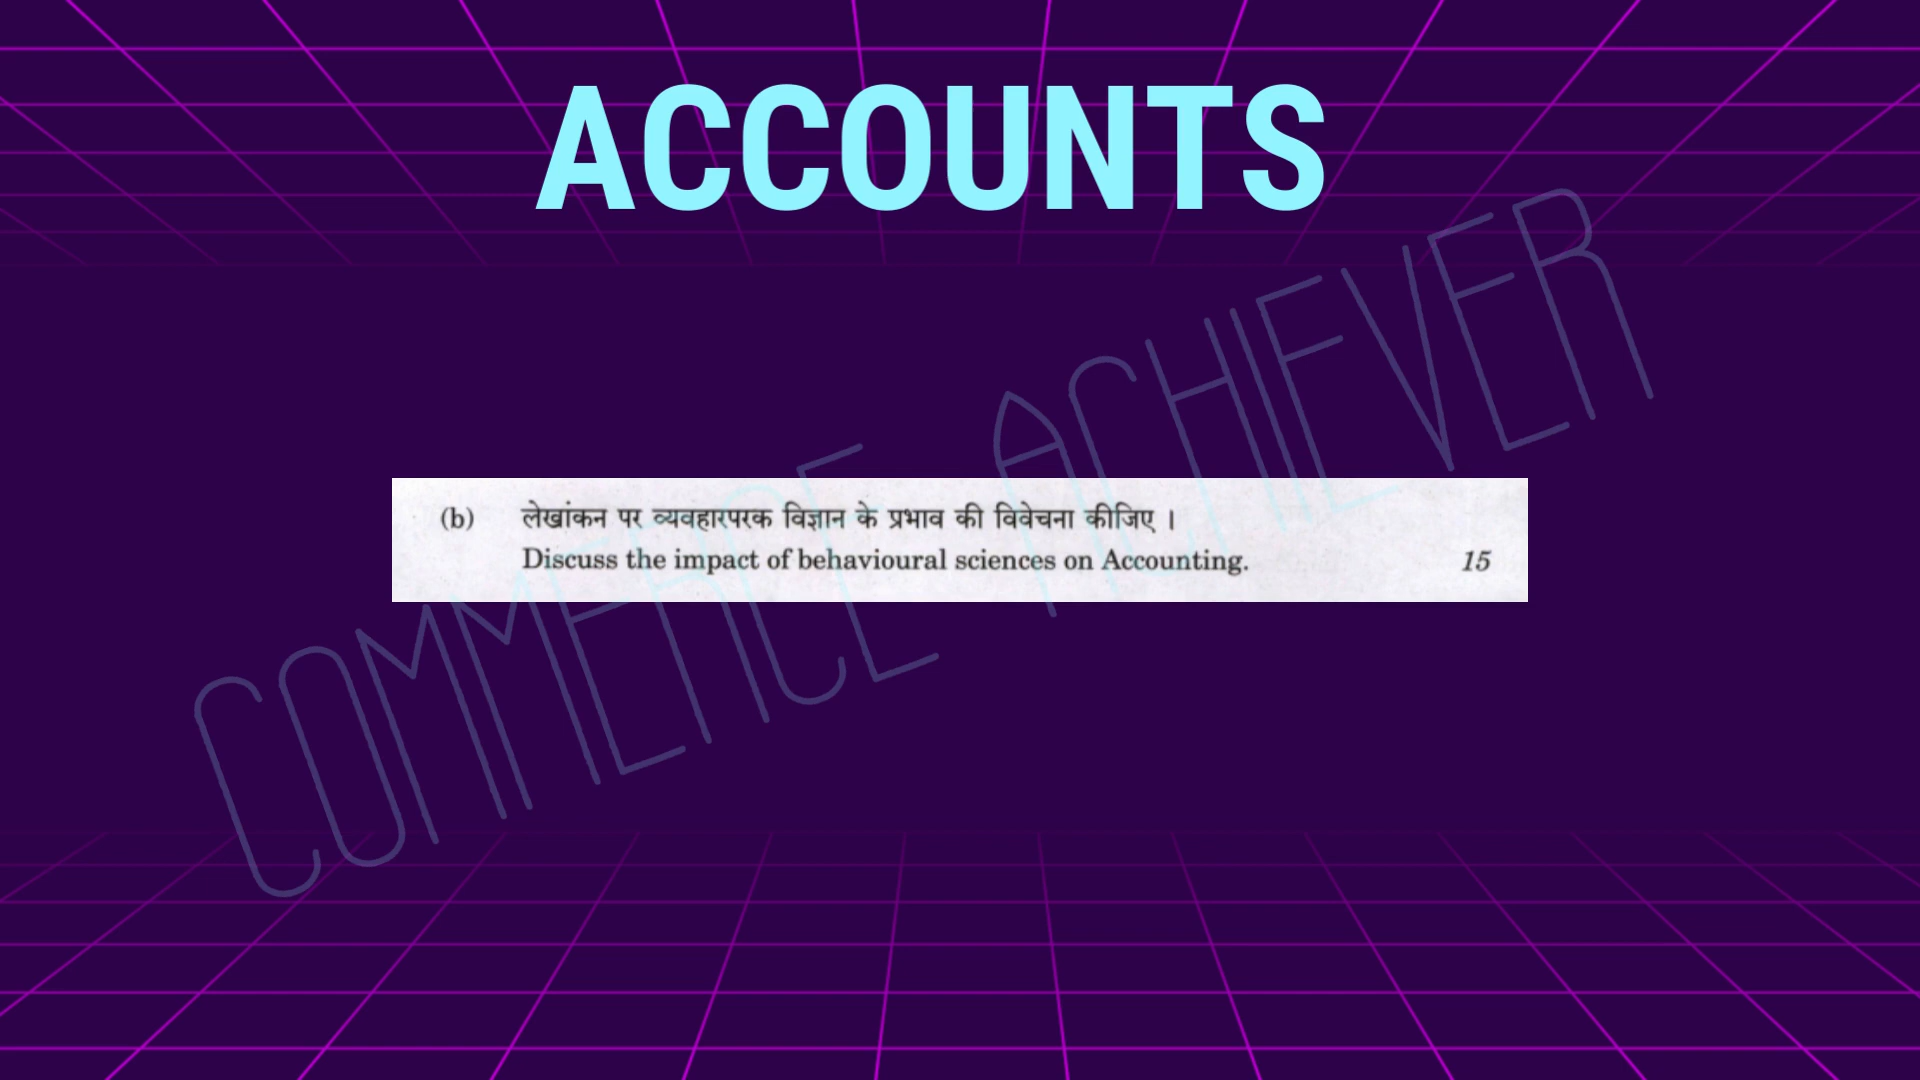 ACCOUNTS
(b) लेखांकन पर व्यवहारपरक विज्ञान के प्रभाव की विवेचना कीजिए ।
Discuss the impact of behavioural sciences on Accounting. 15
COMMERCE ACHIEVER